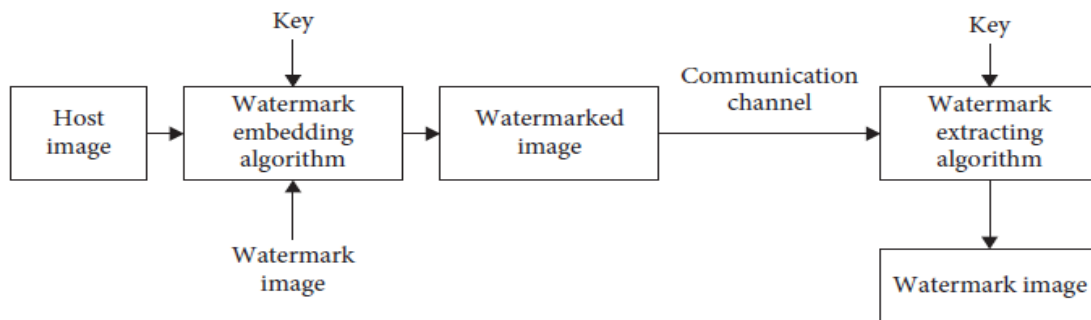 Key
Key
Communication
channel
Host
image
Watermark
embedding
algorithm
Watermarked
image
Watermark
extracting
algorithm
Watermark
image
Watermark image